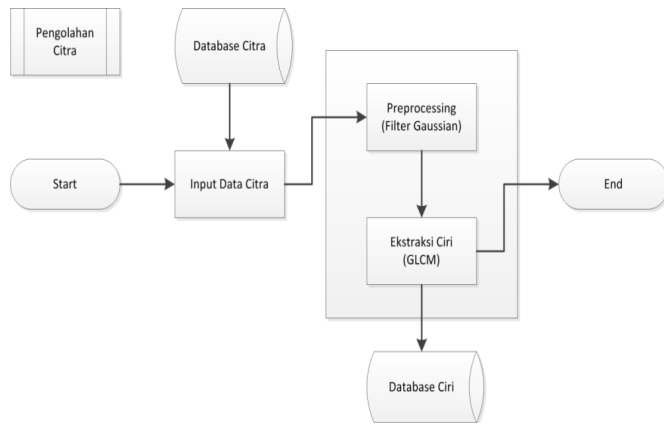 Pengolahan
Citra
Database Citra
Preprocessing
(Filter Gaussian)
Start
Input Data Citra
End
Ekstraksi Ciri
(GLCM)
Database Ciri